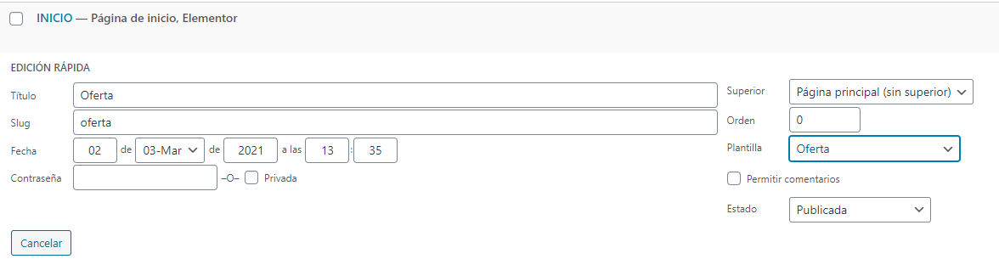 INICIO — Página de inicio, Elementor
EDICIÓN RÁPIDA
Título Oferta
Slug oferta
Fecha 02 de 03-Mar de 2021 a las 13 : 35
Contraseña –O– Privada
Superior Página principal (sin superior)
Orden 0
Plantilla Oferta
Permitir comentarios
Estado Publicada
Cancelar